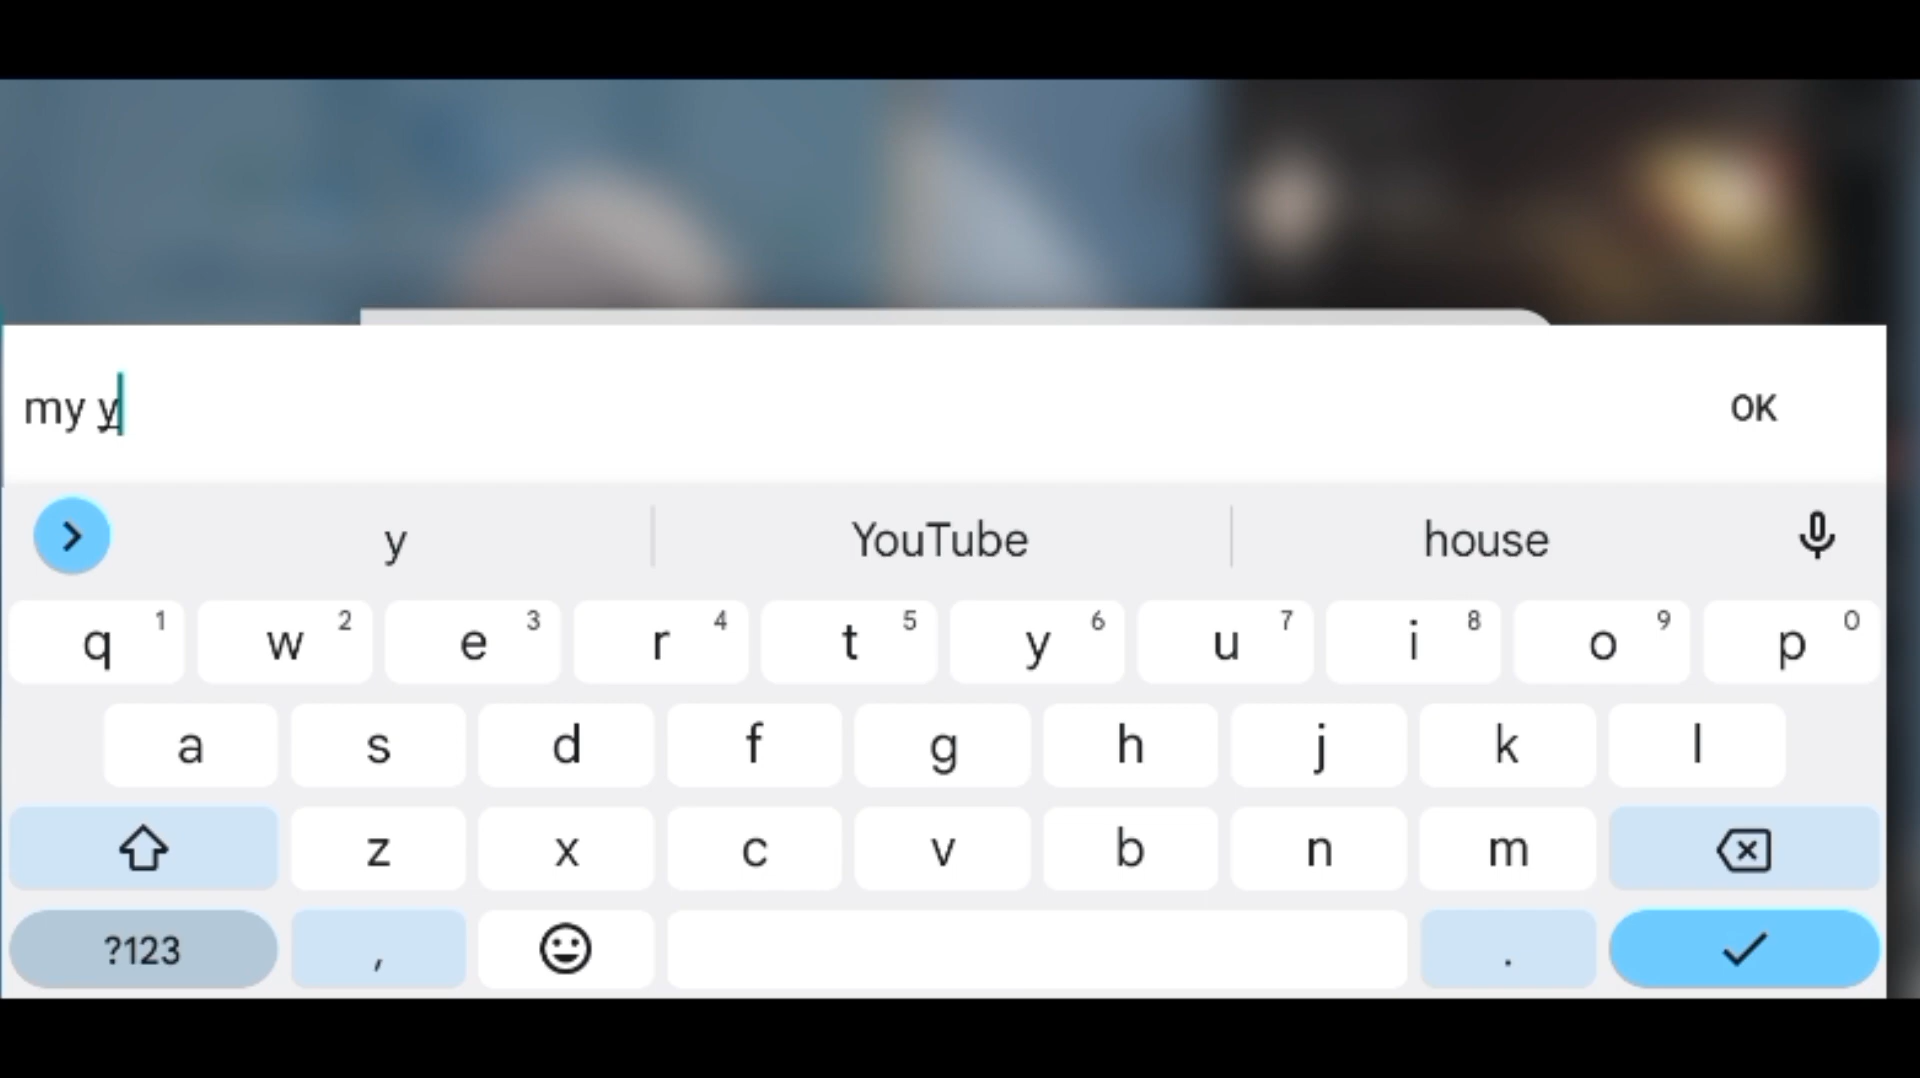 my y
OK
y YouTube house
q 1 w 2 e 3 r 4 t 5 y 6 u 7 i 8 o 9 p 0
a s d f g h j k l
z x c v b n m
?123 , .